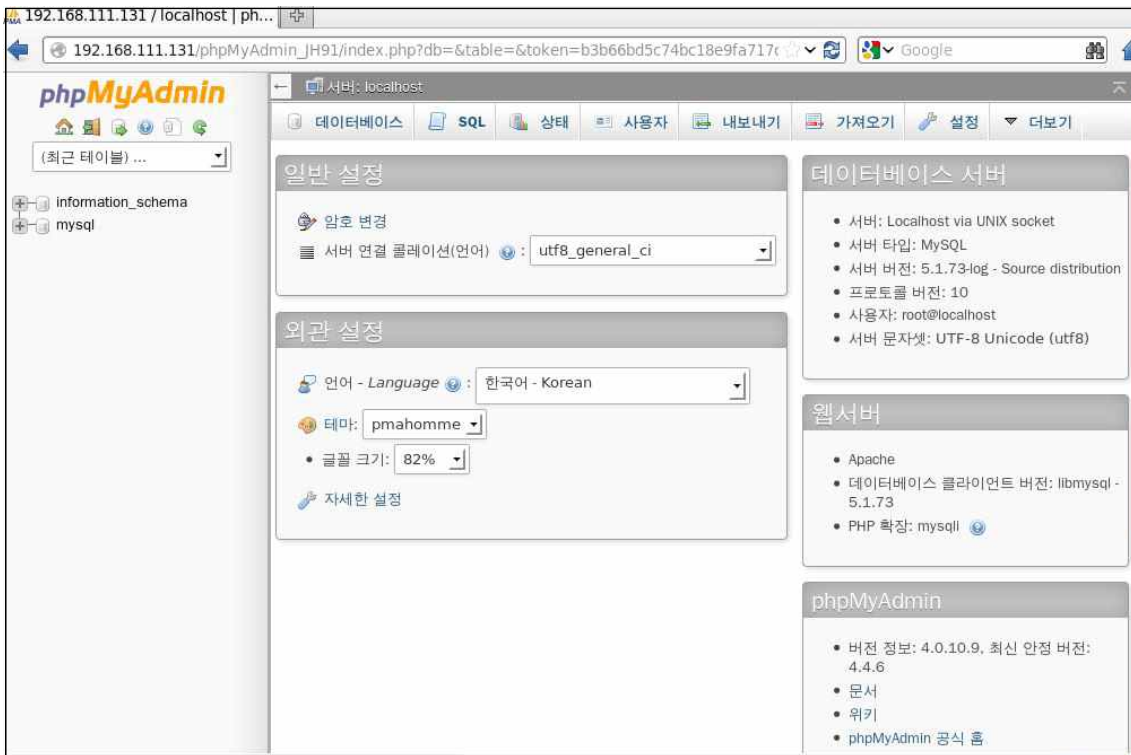 192.168.111.131 / localhost | ph...
192.168.111.131/phpMyAdmin_JH91/index.php?db=&table=&token=b3b66bd5c74bc18e9fa717c
Google
phpMyAdmin
(최근 테이블) ...
information_schema
mysql
서버: localhost
데이터베이스 SQL 상태 사용자 내보내기 가져오기 설정 더보기
일반 설정
암호 변경
서버 연결 콜레이션(언어) : utf8_general_ci
외관 설정
언어 - Language : 한국어 - Korean
테마: pmahomme
글꼴 크기: 82%
자세한 설정
데이터베이스 서버
서버: Localhost via UNIX socket
서버 타입: MySQL
서버 버전: 5.1.73-log - Source distribution
프로토콜 버전: 10
사용자: root@localhost
서버 문자셋: UTF-8 Unicode (utf8)
웹서버
Apache
데이터베이스 클라이언트 버전: libmysql -
5.1.73
PHP 확장: mysqli
phpMyAdmin
버전 정보: 4.0.10.9, 최신 안정 버전:
4.4.6
문서
위키
phpMyAdmin 공식 홈